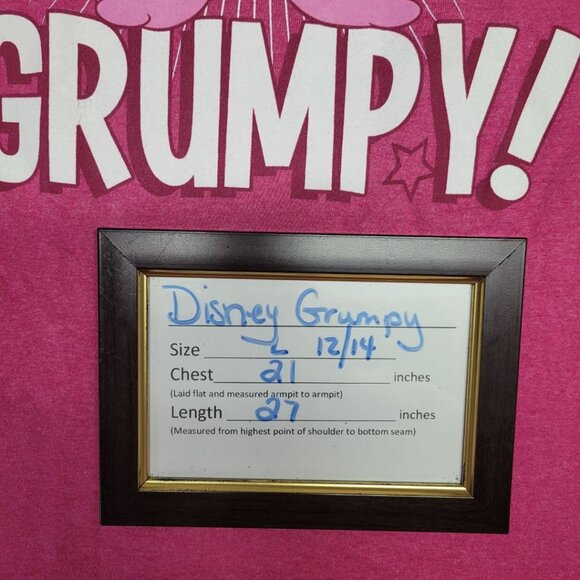 GRUMPY!
Disney Grumpy
Size L 12/14
Chest 21 inches
(Laid flat and measured armpit to armpit)
Length 27 inches
(Measured from highest point of shoulder to bottom seam)